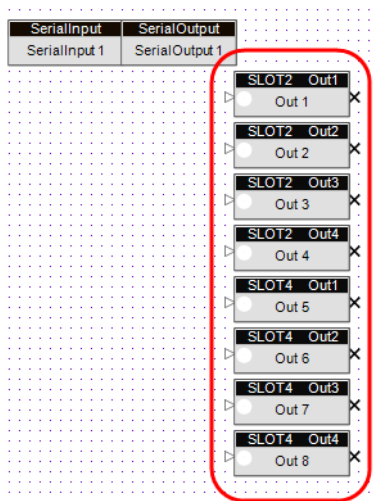 SerialInput SerialOutput
SerialInput 1 SerialOutput 1
SLOT2 Out1
Out 1
SLOT2 Out2
Out 2
SLOT2 Out3
Out 3
SLOT2 Out4
Out 4
SLOT4 Out1
Out 5
SLOT4 Out2
Out 6
SLOT4 Out3
Out 7
SLOT4 Out4
Out 8